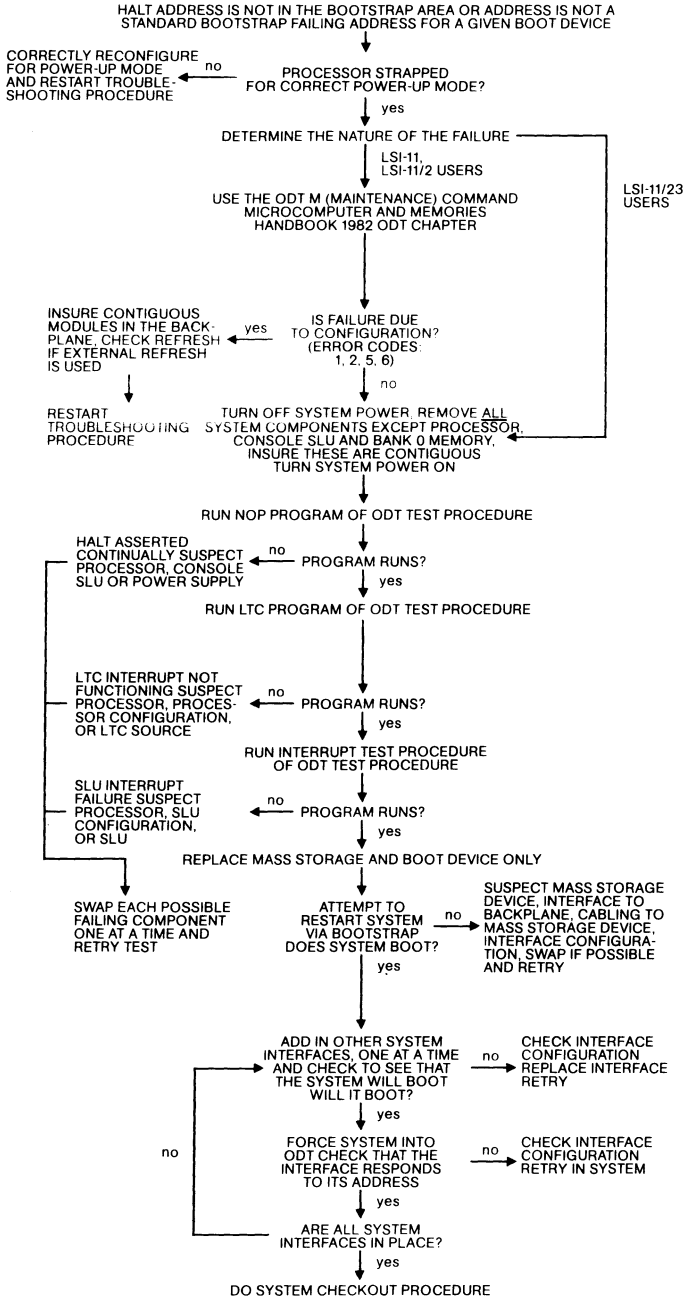 HALT ADDRESS IS NOT IN THE BOOTSTRAP AREA OR ADDRESS IS NOT A
STANDARD BOOTSTRAP FAILING ADDRESS FOR A GIVEN BOOT DEVICE
CORRECTLY RECONFIGURE
FOR POWER-UP MODE
AND RESTART TROUBLE-
SHOOTING PROCEDURE
no
PROCESSOR STRAPPED
FOR CORRECT POWER-UP MODE?
yes
DETERMINE THE NATURE OF THE FAILURE
LSI-11,
LSI-11/2 USERS
LSI-11/23
USERS
USE THE ODT M (MAINTENANCE) COMMAND
MICROCOMPUTER AND MEMORIES
HANDBOOK 1982 ODT CHAPTER
INSURE CONTIGUOUS
MODULES IN THE BACK-
PLANE, CHECK REFRESH
IF EXTERNAL REFRESH
IS USED
yes
IS FAILURE DUE
TO CONFIGURATION?
(ERROR CODES:
1, 2, 5, 6)
no
RESTART
TROUBLESHOOTING
PROCEDURE
TURN OFF SYSTEM POWER, REMOVE ALL
SYSTEM COMPONENTS EXCEPT PROCESSOR,
CONSOLE SLU AND BANK 0 MEMORY,
INSURE THESE ARE CONTIGUOUS
TURN SYSTEM POWER ON
RUN NOP PROGRAM OF ODT TEST PROCEDURE
HALT ASSERTED
CONTINUALLY SUSPECT
PROCESSOR, CONSOLE
SLU OR POWER SUPPLY
no
PROGRAM RUNS?
yes
RUN LTC PROGRAM OF ODT TEST PROCEDURE
LTC INTERRUPT NOT
FUNCTIONING SUSPECT
PROCESSOR, PROCES-
SOR CONFIGURATION,
OR LTC SOURCE
no
PROGRAM RUNS?
yes
RUN INTERRUPT TEST PROCEDURE
OF ODT TEST PROCEDURE
SLU INTERRUPT
FAILURE SUSPECT
PROCESSOR, SLU
CONFIGURATION,
OR SLU
no
PROGRAM RUNS?
yes
REPLACE MASS STORAGE AND BOOT DEVICE ONLY
SWAP EACH POSSIBLE
FAILING COMPONENT
ONE AT A TIME AND
RETRY TEST
ATTEMPT TO
RESTART SYSTEM
VIA BOOTSTRAP
DOES SYSTEM BOOT?
no
SUSPECT MASS STORAGE
DEVICE, INTERFACE TO
BACKPLANE, CABLING TO
MASS STORAGE DEVICE,
INTERFACE CONFIGURA-
TION, SWAP IF POSSIBLE
AND RETRY
yes
ADD IN OTHER SYSTEM
INTERFACES, ONE AT A TIME
AND CHECK TO SEE THAT
THE SYSTEM WILL BOOT
WILL IT BOOT?
no
CHECK INTERFACE
CONFIGURATION
REPLACE INTERFACE
RETRY
yes
no
FORCE SYSTEM INTO
ODT CHECK THAT THE
INTERFACE RESPONDS
TO ITS ADDRESS
no
CHECK INTERFACE
CONFIGURATION
RETRY IN SYSTEM
yes
ARE ALL SYSTEM
INTERFACES IN PLACE?
yes
DO SYSTEM CHECKOUT PROCEDURE